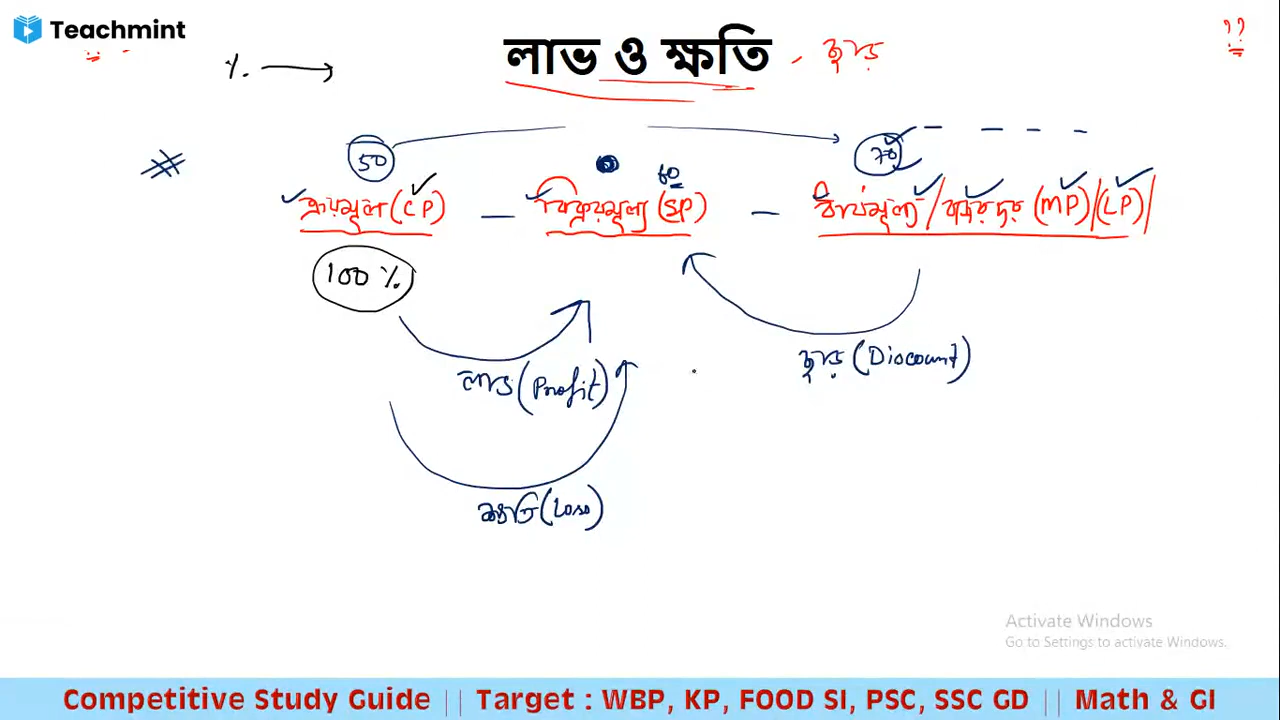 Teachmint
লাভ ও ক্ষতি, ছাড়
% →
50
70
60
ক্রয়মূল্য (CP) — বিক্রয়মূল্য (SP) — ধার্যমূল্য / বাজারদর (MP)/(LP)/
100 %
লাভ (Profit)
ছাড় (Discount)
ক্ষতি (Loss)
Activate Windows
Go to Settings to activate Windows.
Competitive Study Guide || Target : WBP, KP, FOOD SI, PSC, SSC GD || Math & GI